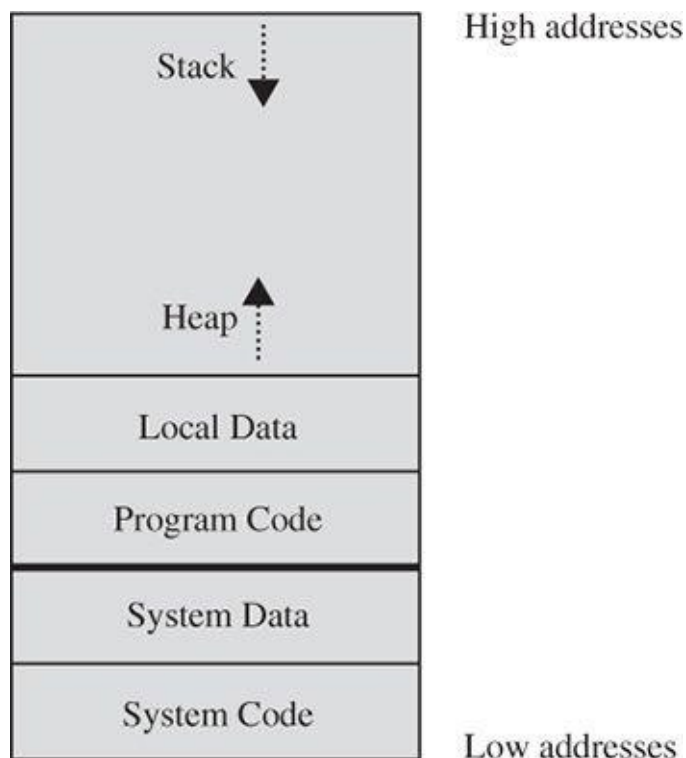 High addresses
Stack
Heap
Local Data
Program Code
System Data
System Code
Low addresses